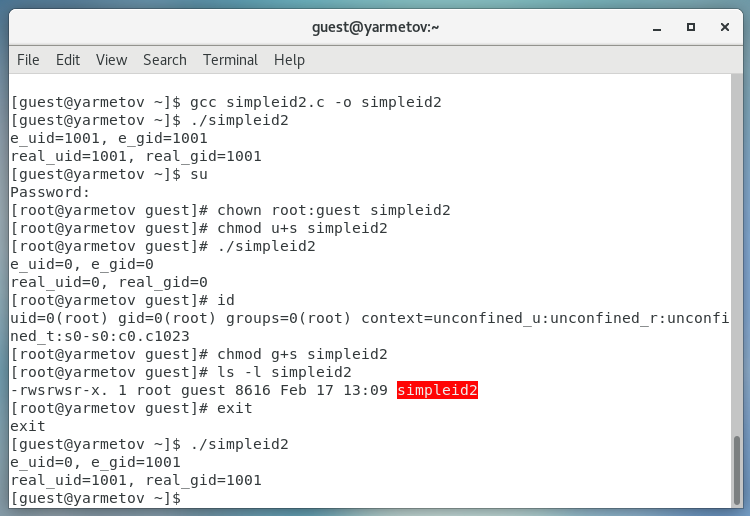 guest@yarmetov:~
File Edit View Search Terminal Help
[guest@yarmetov ~]$ gcc simpleid2.c -o simpleid2
[guest@yarmetov ~]$ ./simpleid2
e_uid=1001, e_gid=1001
real_uid=1001, real_gid=1001
[guest@yarmetov ~]$ su
Password:
[root@yarmetov guest]# chown root:guest simpleid2
[root@yarmetov guest]# chmod u+s simpleid2
[root@yarmetov guest]# ./simpleid2
e_uid=0, e_gid=0
real_uid=0, real_gid=0
[root@yarmetov guest]# id
uid=0(root) gid=0(root) groups=0(root) context=unconfined_u:unconfined_r:unconfi
ned_t:s0-s0:c0.c1023
[root@yarmetov guest]# chmod g+s simpleid2
[root@yarmetov guest]# ls -l simpleid2
-rwsrwsr-x. 1 root guest 8616 Feb 17 13:09 simpleid2
[root@yarmetov guest]# exit
exit
[guest@yarmetov ~]$ ./simpleid2
e_uid=0, e_gid=1001
real_uid=1001, real_gid=1001
[guest@yarmetov ~]$